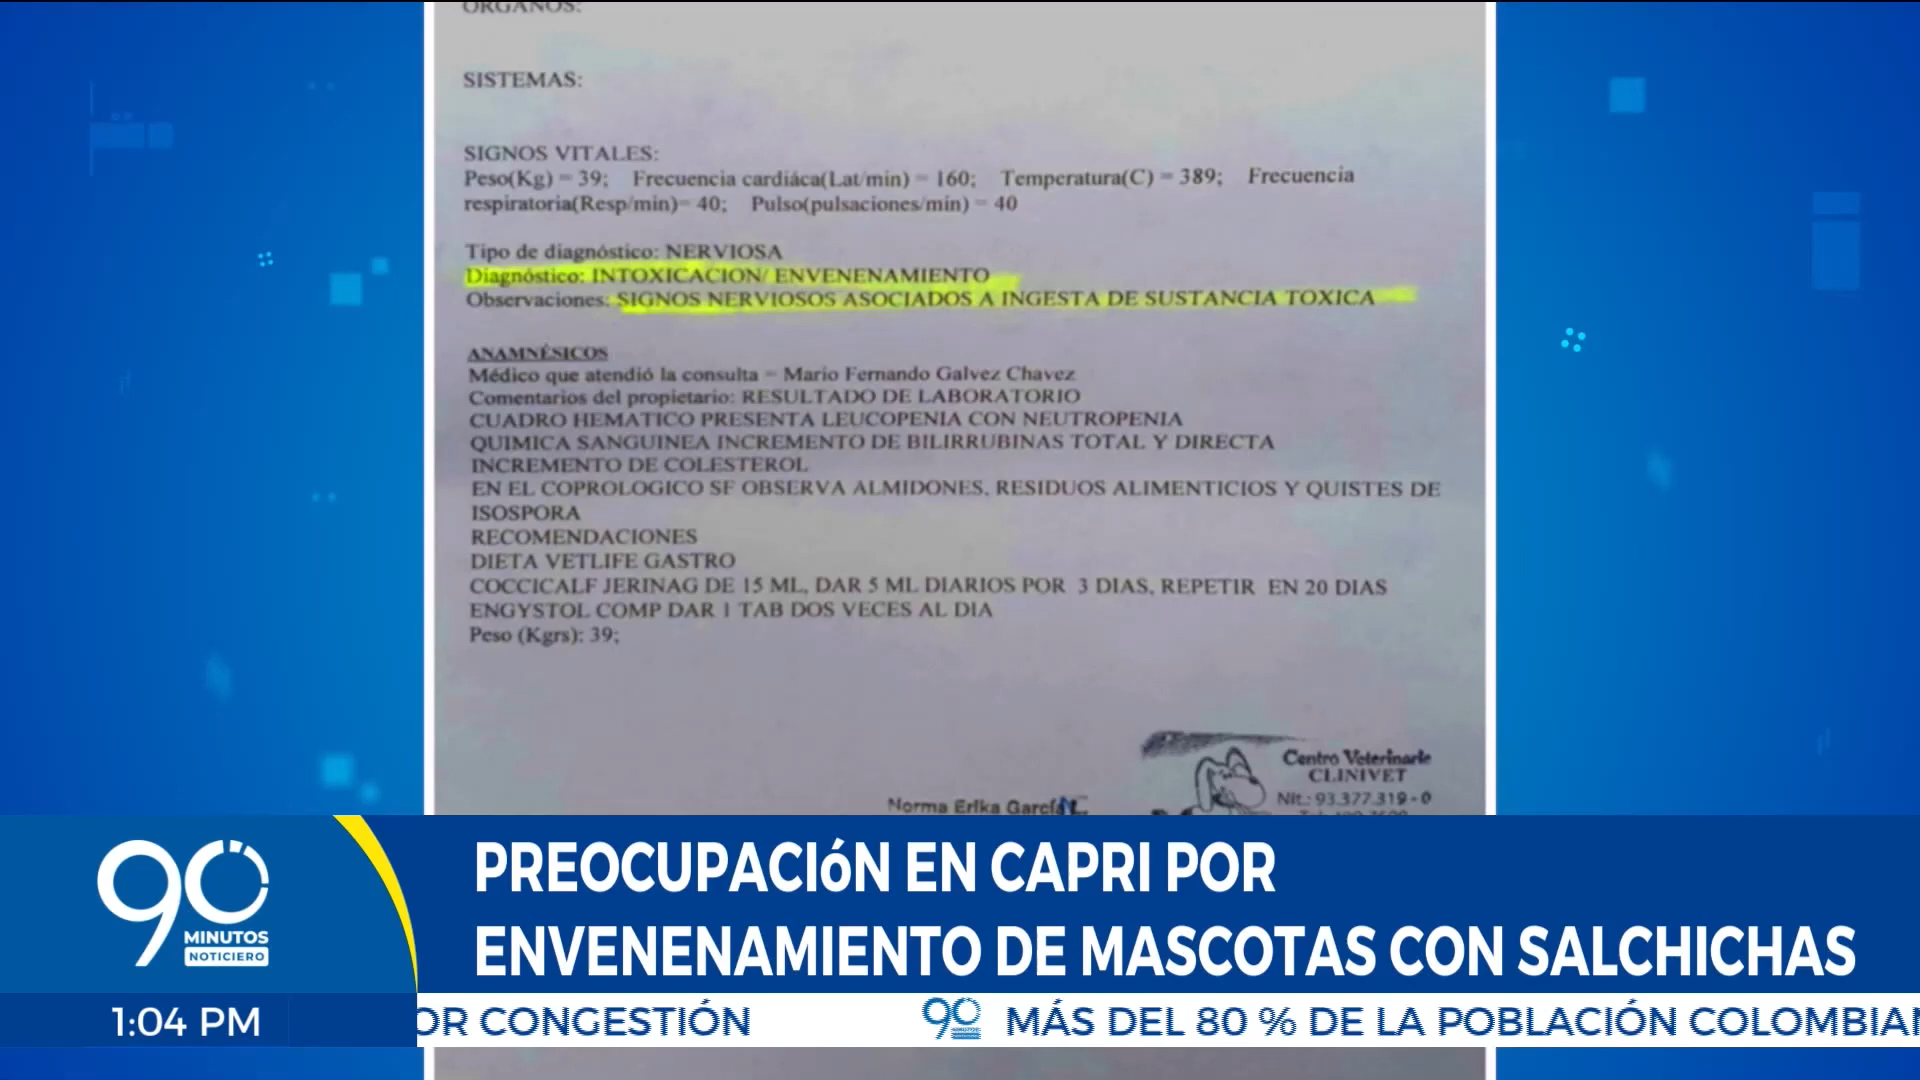 ORGANOS:
SISTEMAS:
SIGNOS VITALES:
Peso(Kg) = 39; Frecuencia cardiáca(Lat/min) = 160; Temperatura(C) = 389; Frecuencia
respiratoria(Resp/min)= 40; Pulso(pulsaciones/min) = 40
Tipo de diagnóstico: NERVIOSA
Diagnóstico: INTOXICACION/ ENVENENAMIENTO
Observaciones: SIGNOS NERVIOSOS ASOCIADOS A INGESTA DE SUSTANCIA TOXICA
ANAMNÉSICOS
Médico que atendió la consulta = Mario Fernando Galvez Chavez
Comentarios del propietario: RESULTADO DE LABORATORIO
CUADRO HEMATICO PRESENTA LEUCOPENIA CON NEUTROPENIA
QUIMICA SANGUINEA INCREMENTO DE BILIRRUBINAS TOTAL Y DIRECTA
INCREMENTO DE COLESTEROL
EN EL COPROLOGICO SE OBSERVA ALMIDONES, RESIDUOS ALIMENTICIOS Y QUISTES DE
ISOSPORA
RECOMENDACIONES
DIETA VETLIFE GASTRO
COCCICALF JERINAG DE 15 ML, DAR 5 ML DIARIOS POR 3 DIAS, REPETIR EN 20 DIAS
ENGYSTOL COMP DAR 1 TAB DOS VECES AL DIA
Peso (Kgrs): 39;
Centro Veterinario
CLINIVET
Nit.: 93.377.319-0
Norma Erika García
90
MINUTOS
NOTICIERO
PREOCUPACIóN EN CAPRI POR
ENVENENAMIENTO DE MASCOTAS CON SALCHICHAS
1:04 PM
OR CONGESTIÓN 90 MÁS DEL 80 % DE LA POBLACIÓN COLOMBIAN